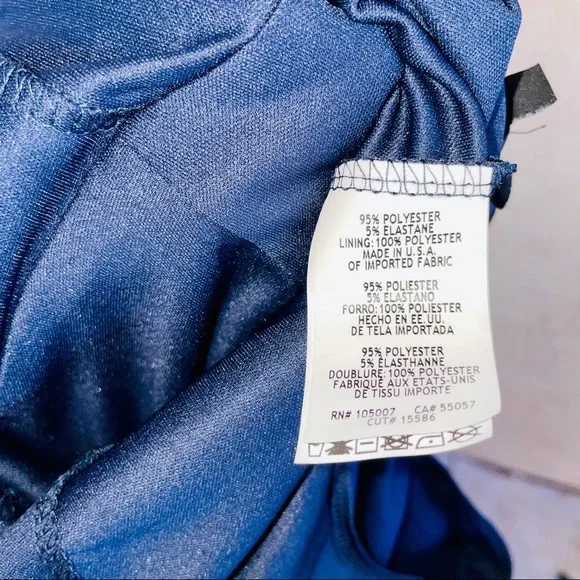 95% POLYESTER
5% ELASTANE
LINING:100% POLYESTER
MADE IN U.S.A.
OF IMPORTED FABRIC
95% POLIESTER
5% ELASTANO
FORRO: 100% POLIESTER
HECHO EN EE.UU.
DE TELA IMPORTADA
95% POLYESTER
5% ELASTHANNE
DOUBLURE: 100% POLYESTER
FABRIQUÉ AUX ETATS-UNIS
DE TISSU IMPORTE
RN# 105007 CA# 55057
CUT# 15586